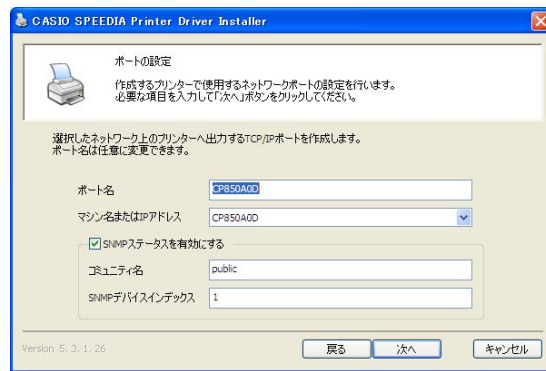 CASIO SPEEDIA Printer Driver Installer
ポートの設定
作成するプリンターで使用するネットワークポートの設定を行います。
必要な項目を入力して「次へ」ボタンをクリックしてください。
選択したネットワーク上のプリンターへ出力するTCP/IPポートを作成します。
ポート名は任意に変更できます。
ポート名 CP850A0D
マシン名またはIPアドレス CP850A0D
SNMPステータスを有効にする
コミュニティ名 public
SNMPデバイスインデックス 1
Version 5.3.1.26 戻る 次へ キャンセル